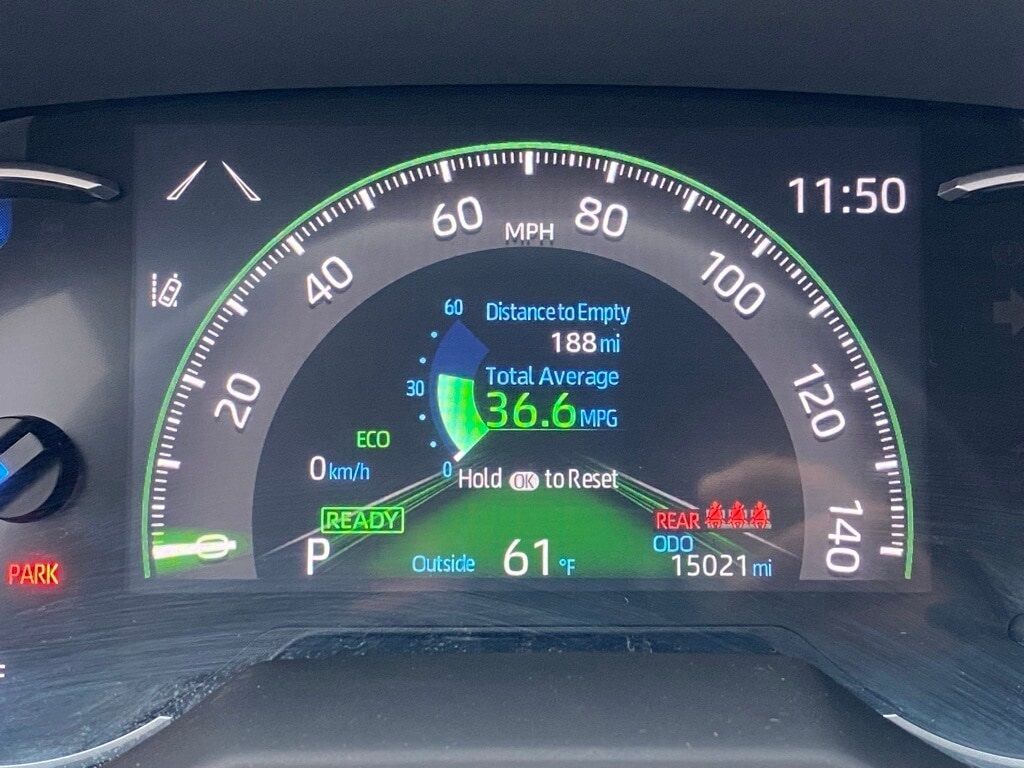 11:50
0
20
40
60
MPH
80
100
120
140
60
30
0
Distance to Empty
188 mi
Total Average
36.6 MPG
ECO
0 km/h
Hold OK to Reset
READY
REAR
P
Outside 61 °F
ODO
15021 mi
PARK
F